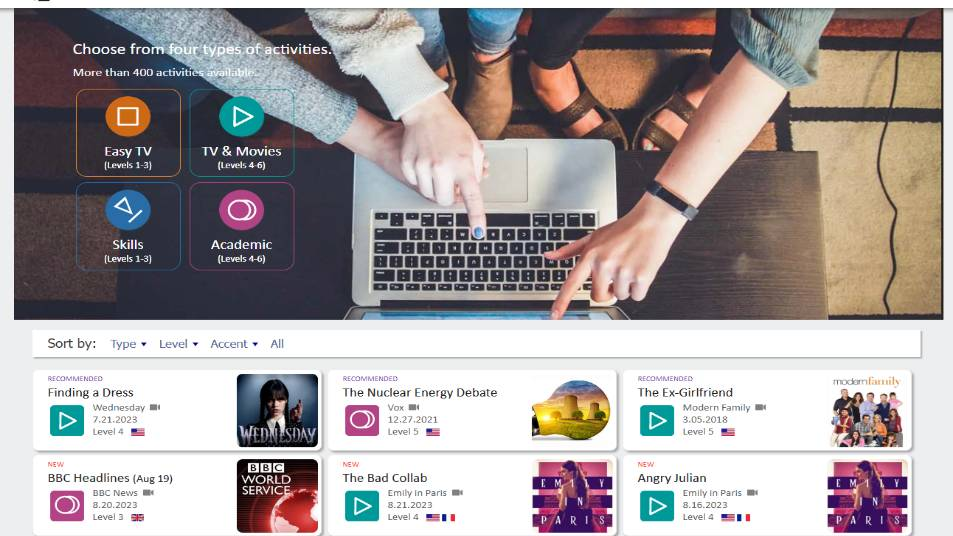 Choose from four types of activities.
More than 400 activities available.
Easy TV
(Levels 1-3)
TV & Movies
(Levels 4-6)
Skills
(Levels 1-3)
Academic
(Levels 4-6)
Sort by: Type Level Accent All
RECOMMENDED
Finding a Dress
Wednesday
7.21.2023
Level 4
WEDNESDAY
RECOMMENDED
The Nuclear Energy Debate
Vox
12.27.2021
Level 5
RECOMMENDED
The Ex-Girlfriend
Modern Family
3.05.2018
Level 5
modern family
NEW
BBC Headlines (Aug 19)
BBC News
8.20.2023
Level 3
BBC
WORLD
SERVICE
NEW
The Bad Collab
Emily in Paris
8.21.2023
Level 4
EMILY
IN
PARIS
NEW
Angry Julian
Emily in Paris
8.16.2023
Level 4
EMILY
IN
PARIS